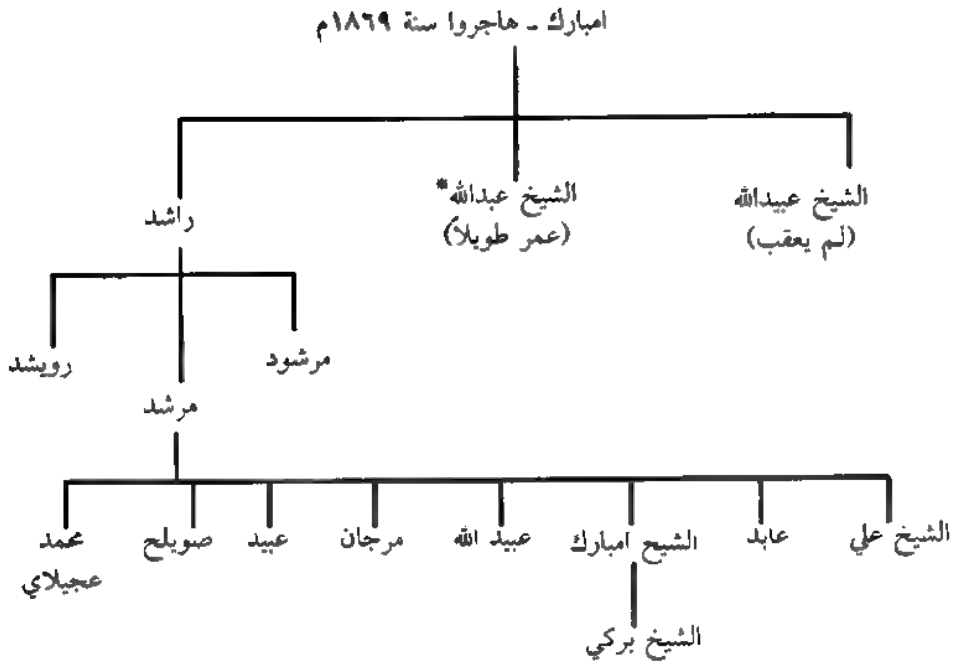 امبارك - هاجروا سنة ١٨٦٩م
الشيخ عبيدالله
(لم يعقب)
الشيخ عبدالله*
(عمر طويلاً)
راشد
مرشود
رويشد
مرشد
الشيخ علي
عابد
الشيخ امبارك
عبيد الله
مرجان
عبيد
صويلح
محمد
عجيلاي
الشيخ بركي